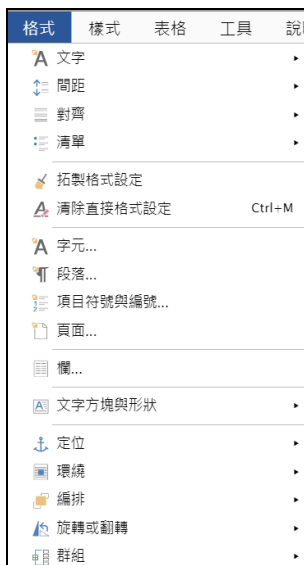 格式 樣式 表格 工具
文字
間距
對齊
清單
拓製格式設定
清除直接格式設定 Ctrl+M
字元...
段落...
項目符號與編號...
頁面...
欄...
文字方塊與形狀
定位
環繞
編排
旋轉或翻轉
群組